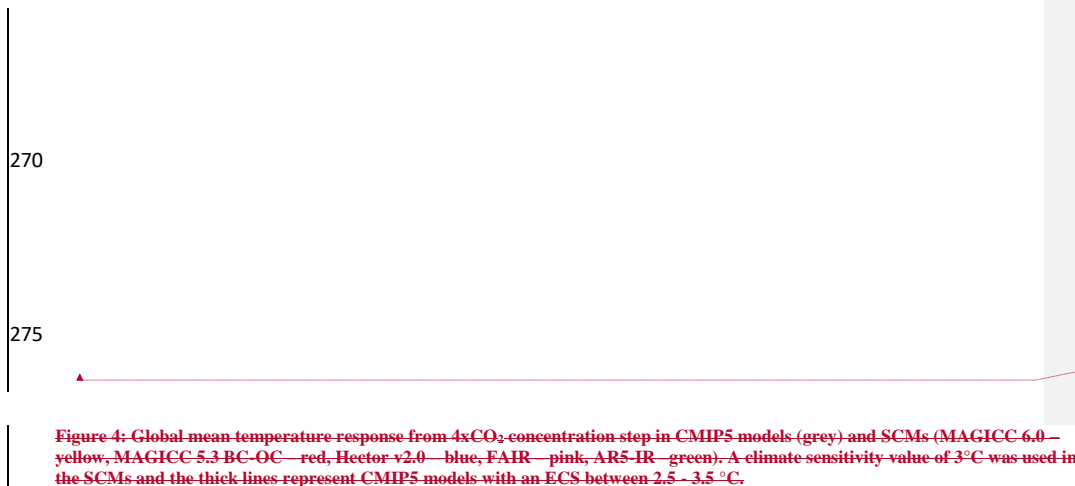 270
275
Figure 4: Global mean temperature response from 4xCO₂ concentration step in CMIP5 models (grey) and SCMs (MAGICC 6.0 –
yellow, MAGICC 5.3 BC-OC – red, Hector v2.0 – blue, FAIR – pink, AR5-IR –green). A climate sensitivity value of 3°C was used in
the SCMs and the thick lines represent CMIP5 models with an ECS between 2.5 - 3.5 °C.